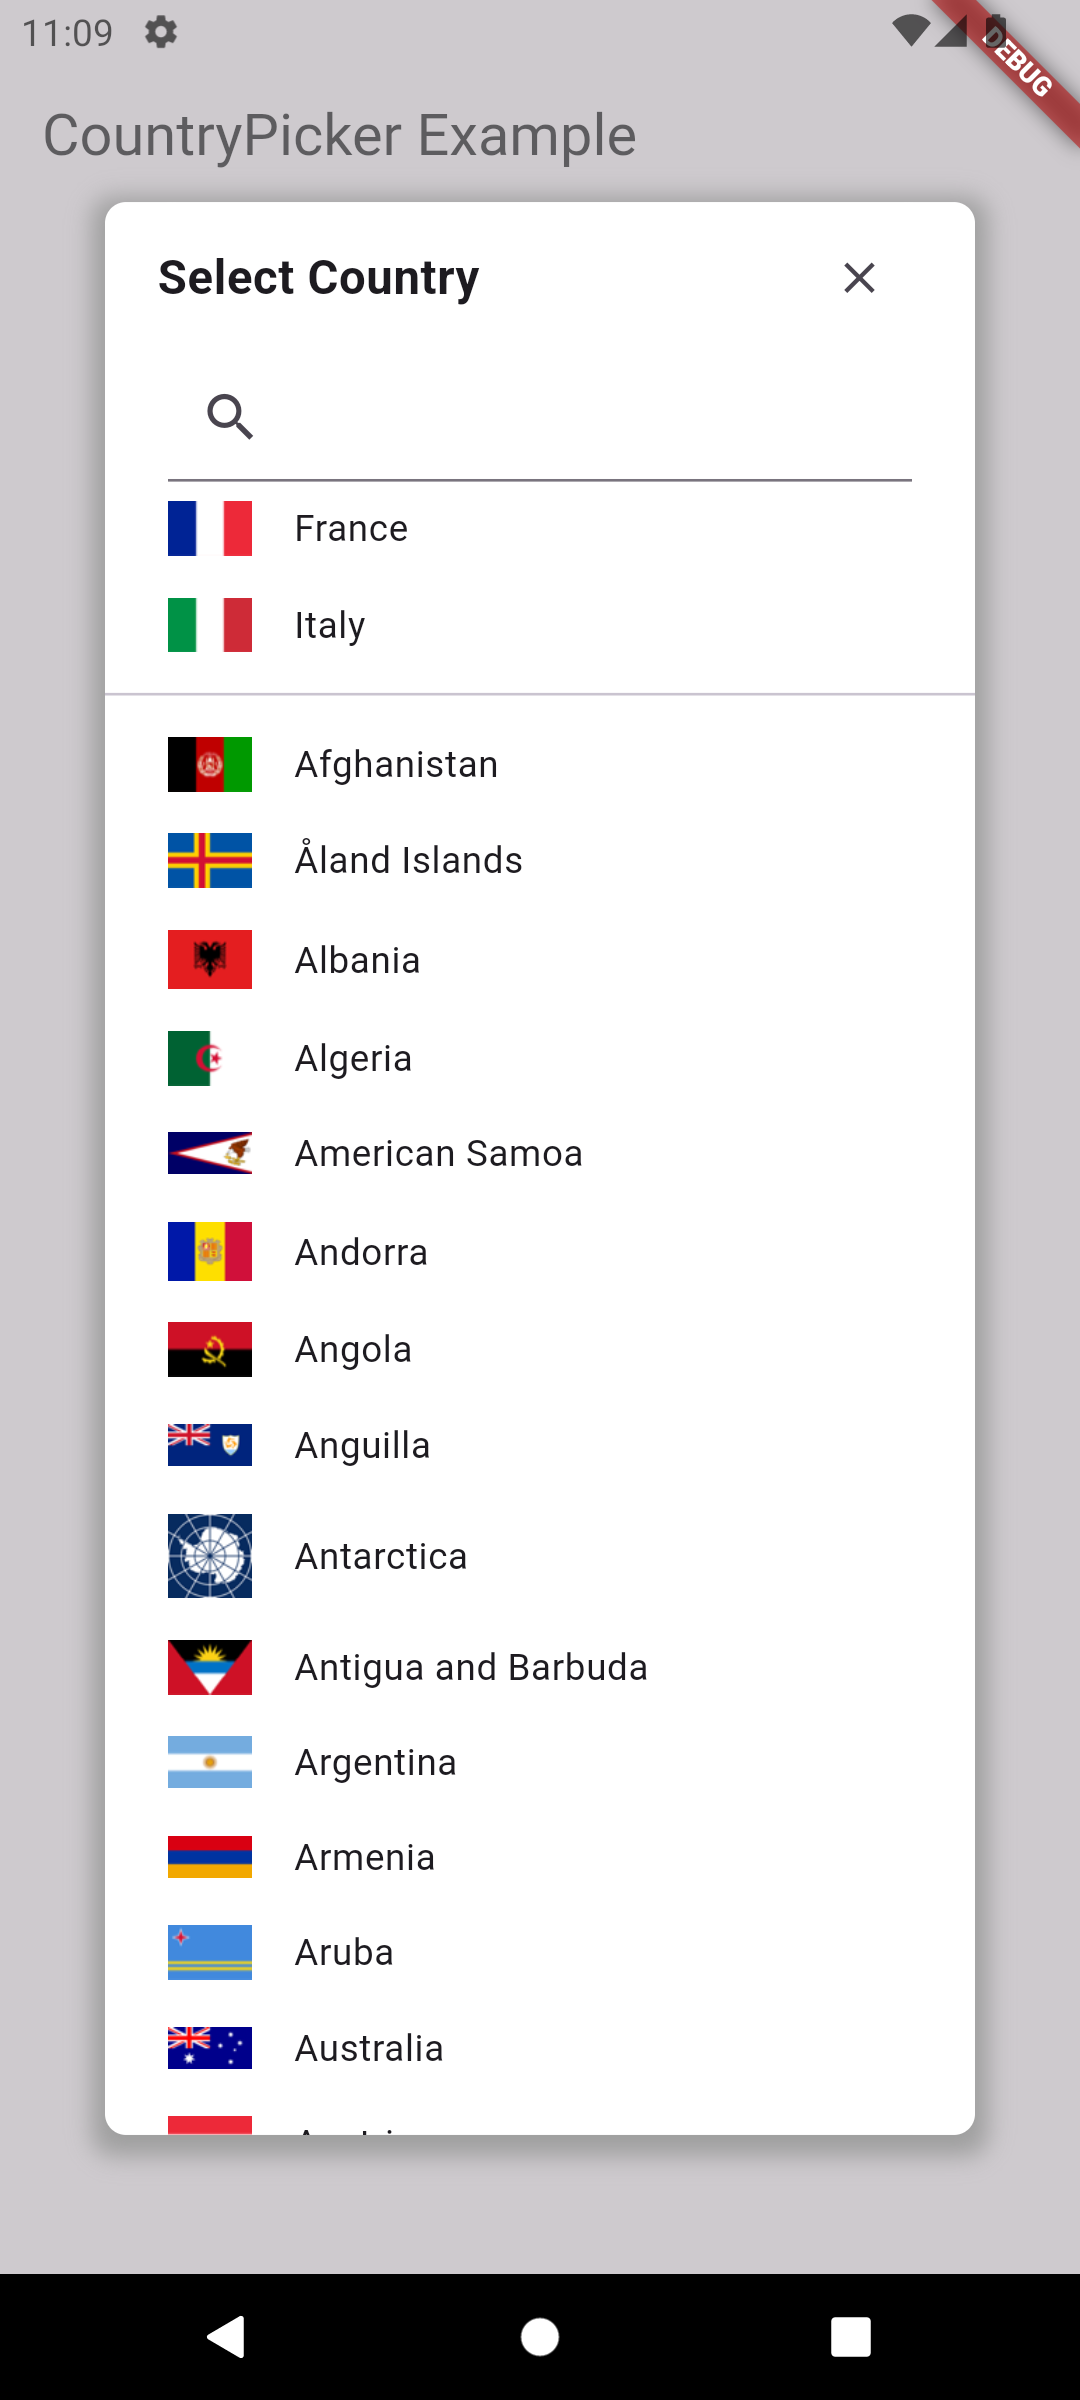 11:09
DEBUG
CountryPicker Example
Select Country
France
Italy
Afghanistan
Åland Islands
Albania
Algeria
American Samoa
Andorra
Angola
Anguilla
Antarctica
Antigua and Barbuda
Argentina
Armenia
Aruba
Australia